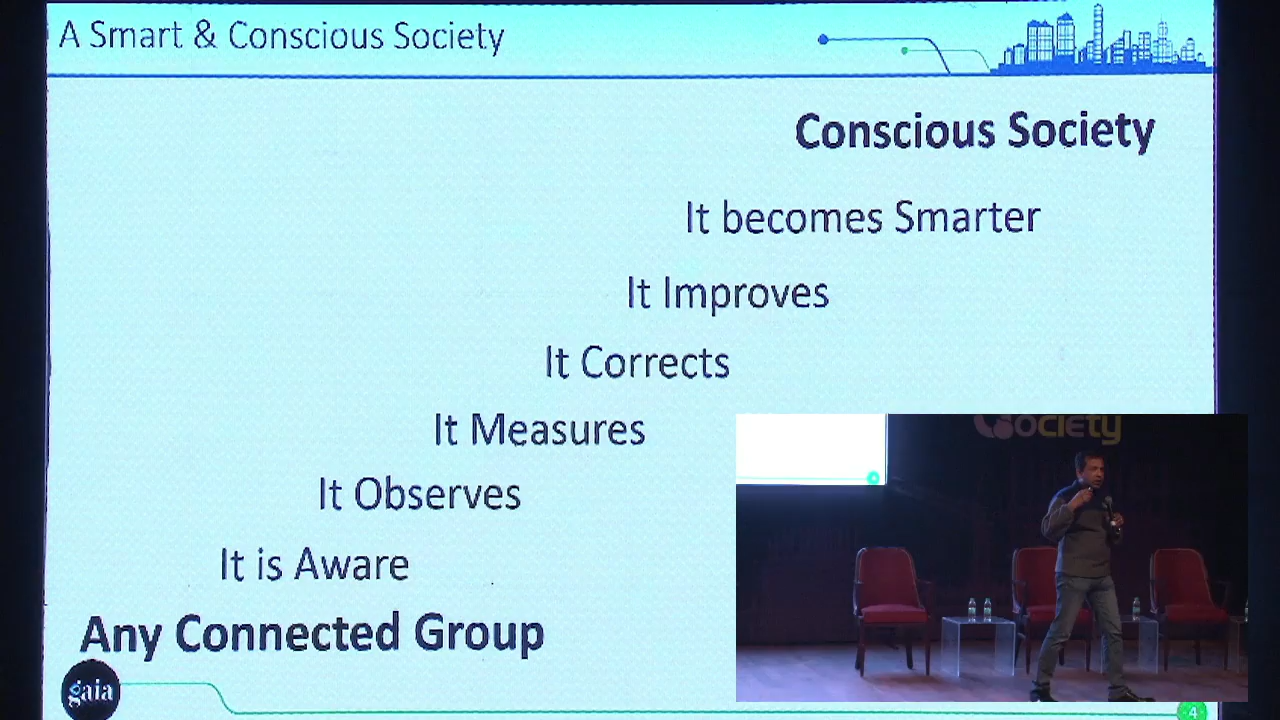 A Smart & Conscious Society
Conscious Society
It becomes Smarter
It Improves
It Corrects
It Measures
It Observes
It is Aware
Any Connected Group
gaia
4
society